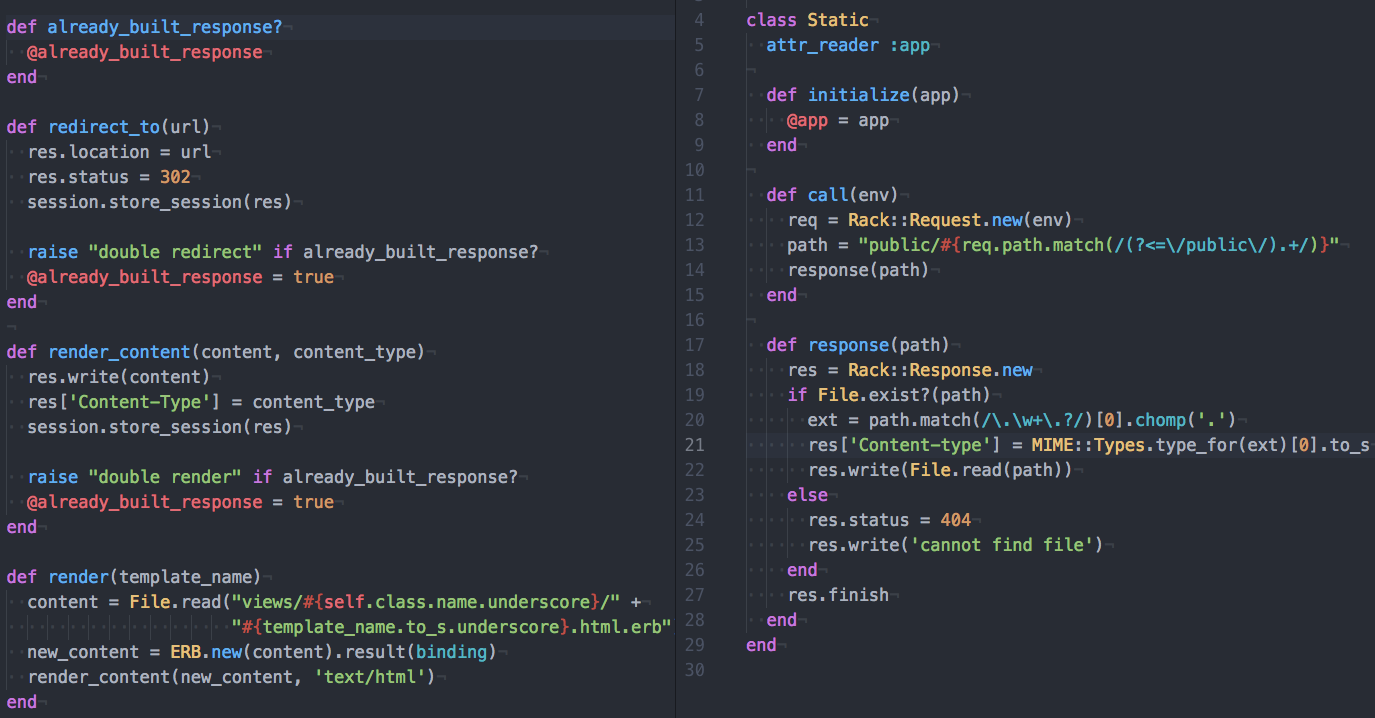 def already_built_response?
  @already_built_response
end

def redirect_to(url)
  res.location = url
  res.status = 302
  session.store_session(res)

  raise "double redirect" if already_built_response?
  @already_built_response = true
end

def render_content(content, content_type)
  res.write(content)
  res['Content-Type'] = content_type
  session.store_session(res)

  raise "double render" if already_built_response?
  @already_built_response = true
end

def render(template_name)
  content = File.read("views/#{self.class.name.underscore}/" +
                    "#{template_name.to_s.underscore}.html.erb"
  new_content = ERB.new(content).result(binding)
  render_content(new_content, 'text/html')
end

4 class Static
5   attr_reader :app
6
7   def initialize(app)
8     @app = app
9   end
10
11   def call(env)
12     req = Rack::Request.new(env)
13     path = "public/#{req.path.match(/(?<=\/public\/).+/)}"
14     response(path)
15   end
16
17   def response(path)
18     res = Rack::Response.new
19     if File.exist?(path)
20       ext = path.match(/\.\w+\.?/)[0].chomp('.')
21       res['Content-type'] = MIME::Types.type_for(ext)[0].to_s
22       res.write(File.read(path))
23     else
24       res.status = 404
25       res.write('cannot find file')
26     end
27     res.finish
28   end
29 end
30